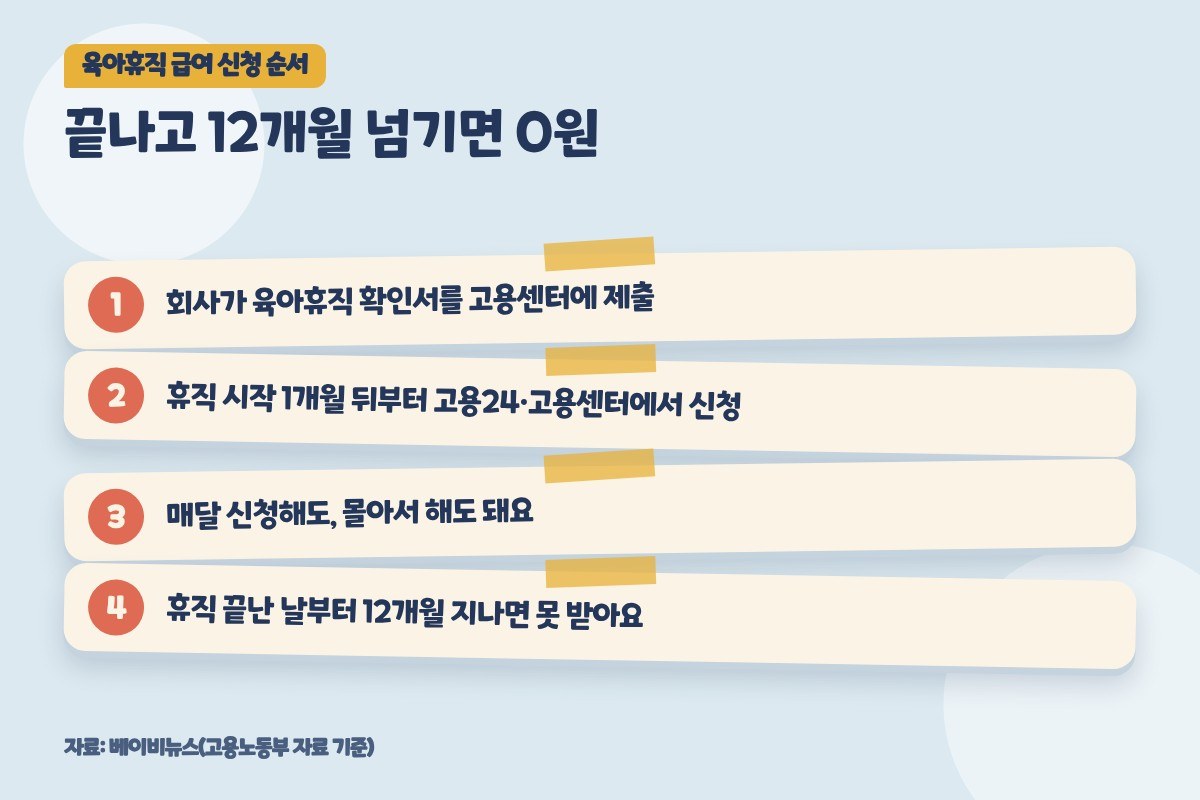 육아휴직 급여 신청 순서
끝나고 12개월 넘기면 0원
1 회사가 육아휴직 확인서를 고용센터에 제출
2 휴직 시작 1개월 뒤부터 고용24·고용센터에서 신청
3 매달 신청해도, 몰아서 해도 돼요
4 휴직 끝난 날부터 12개월 지나면 못 받아요
자료: 베이비뉴스(고용노동부 자료 기준)